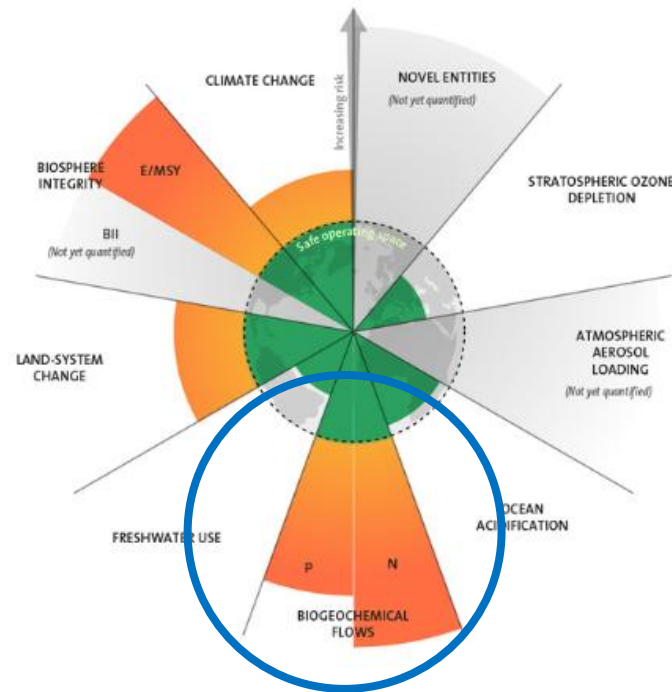 CLIMATE CHANGE
Increasing risk
NOVEL ENTITIES
(Not yet quantified)
STRATOSPHERIC OZONE
DEPLETION
ATMOSPHERIC
AEROSOL
LOADING
(Not yet quantified)
OCEAN
ACIDIFICATION
N
P
BIOGEOCHEMICAL
FLOWS
FRESHWATER USE
LAND-SYSTEM
CHANGE
BII
(Not yet quantified)
BIOSPHERE
INTEGRITY
E/MSY
Safe operating space